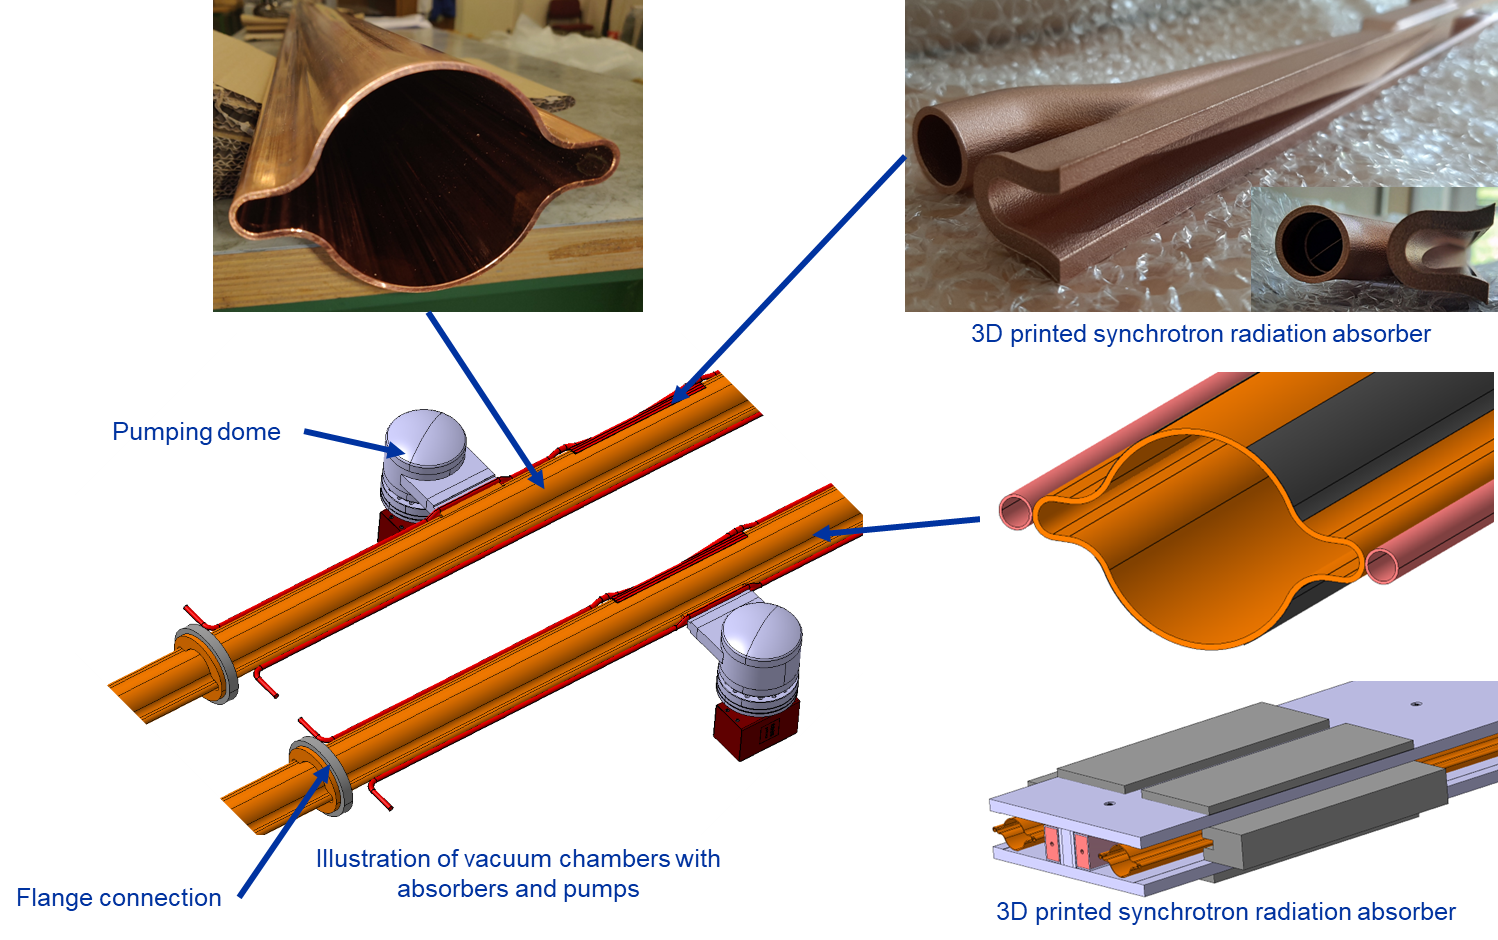 3D printed synchrotron radiation absorber
Pumping dome
Illustration of vacuum chambers with
absorbers and pumps
Flange connection
3D printed synchrotron radiation absorber